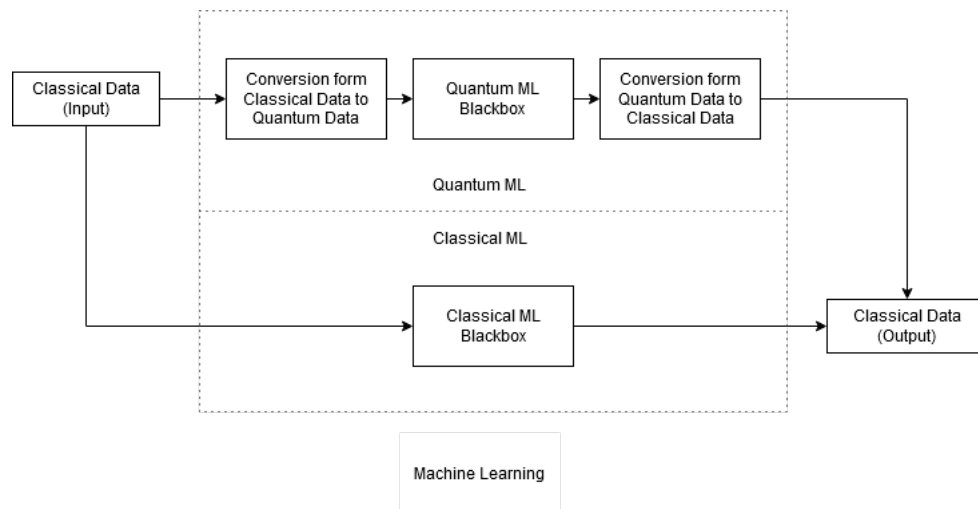 Classical Data
(Input)
Conversion form
Classical Data to
Quantum Data
Quantum ML
Blackbox
Conversion form
Quantum Data to
Classical Data
Quantum ML
Classical ML
Classical ML
Blackbox
Classical Data
(Output)
Machine Learning